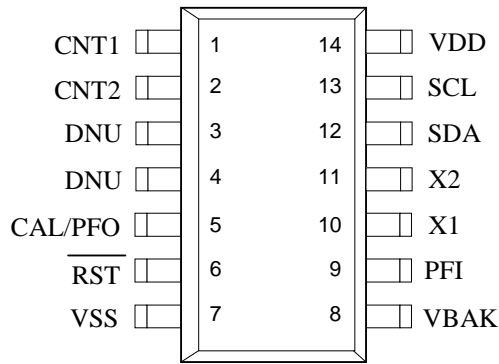 CNT1 1 14 VDD
CNT2 2 13 SCL
DNU 3 12 SDA
DNU 4 11 X2
CAL/PFO 5 10 X1
RST 6 9 PFI
VSS 7 8 VBAK